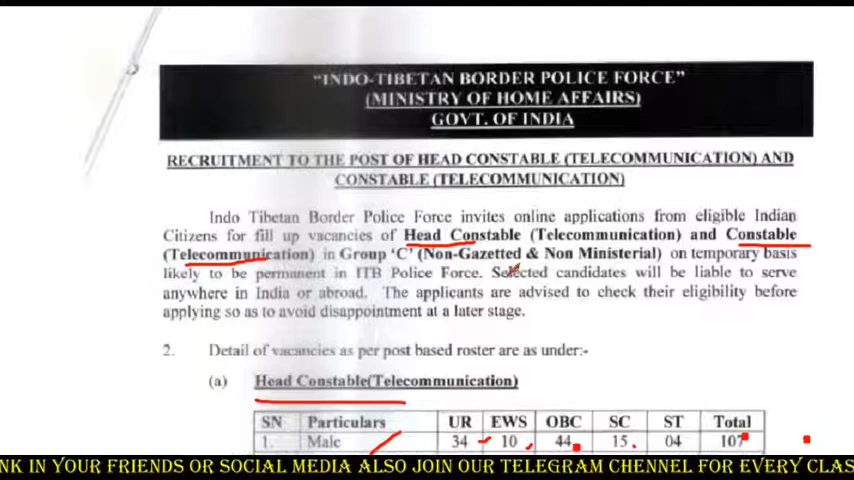 "INDO-TIBETAN BORDER POLICE FORCE"
(MINISTRY OF HOME AFFAIRS)
GOVT. OF INDIA
RECRUITMENT TO THE POST OF HEAD CONSTABLE (TELECOMMUNICATION) AND
CONSTABLE (TELECOMMUNICATION)
Indo Tibetan Border Police Force invites online applications from eligible Indian
Citizens for fill up vacancies of Head Constable (Telecommunication) and Constable
(Telecommunication) in Group 'C' (Non-Gazetted & Non Ministerial) on temporary basis
likely to be permanent in ITB Police Force. Selected candidates will be liable to serve
anywhere in India or abroad. The applicants are advised to check their eligibility before
applying so as to avoid disappointment at a later stage.
2. Detail of vacancies as per post based roster are as under:-
(a) Head Constable(Telecommunication)
SN Particulars UR EWS OBC SC ST Total
1. Male 34 10 44 15 04 107
NK IN YOUR FRIENDS OR SOCIAL MEDIA ALSO JOIN OUR TELEGRAM CHENNEL FOR EVERY CLAS